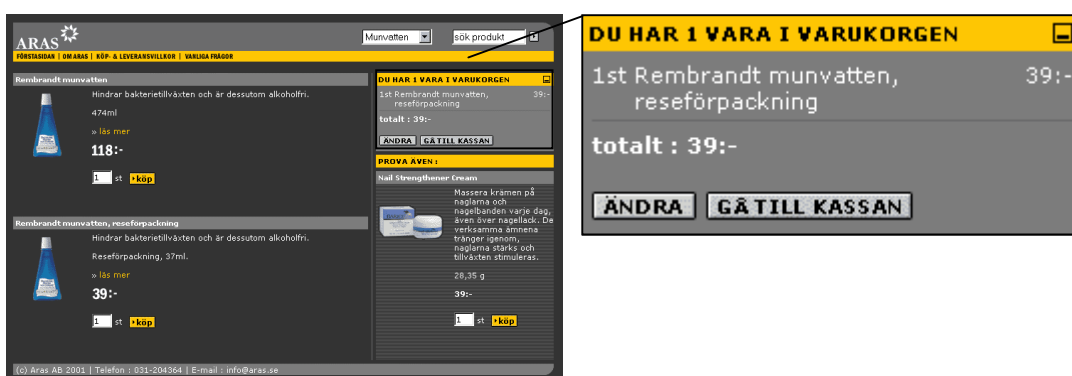 ARAS
Munvatten
sök produkt
FÖRSTASIDAN | OM ARAS | KÖP- & LEVERANSVILLKOR | VANLIGA FRÅGOR
Rembrandt munvatten
Hindrar bakterietillväxten och är dessutom alkoholfri.
474ml
» läs mer
118:-
1 st köp
Rembrandt munvatten, reseförpackning
Hindrar bakterietillväxten och är dessutom alkoholfri.
Reseförpackning, 37ml.
» läs mer
39:-
1 st köp
DU HAR 1 VARA I VARUKORGEN
1st Rembrandt munvatten, 39:-
reseförpackning
totalt : 39:-
ÄNDRA GÅ TILL KASSAN
PROVA ÄVEN :
Nail Strengthener Cream
Massera krämen på
naglarna och
nagelbanden varje dag,
även över nagellack. De
verksamma ämnena
tränger igenom,
naglarna stärks och
tillväxten stimuleras.
28,35 g
39:-
1 st köp
(c) Aras AB 2001 | Telefon : 031-204364 | E-mail : info@aras.se
DU HAR 1 VARA I VARUKORGEN
1st Rembrandt munvatten, 39:-
reseförpackning
totalt : 39:-
ÄNDRA GÅ TILL KASSAN